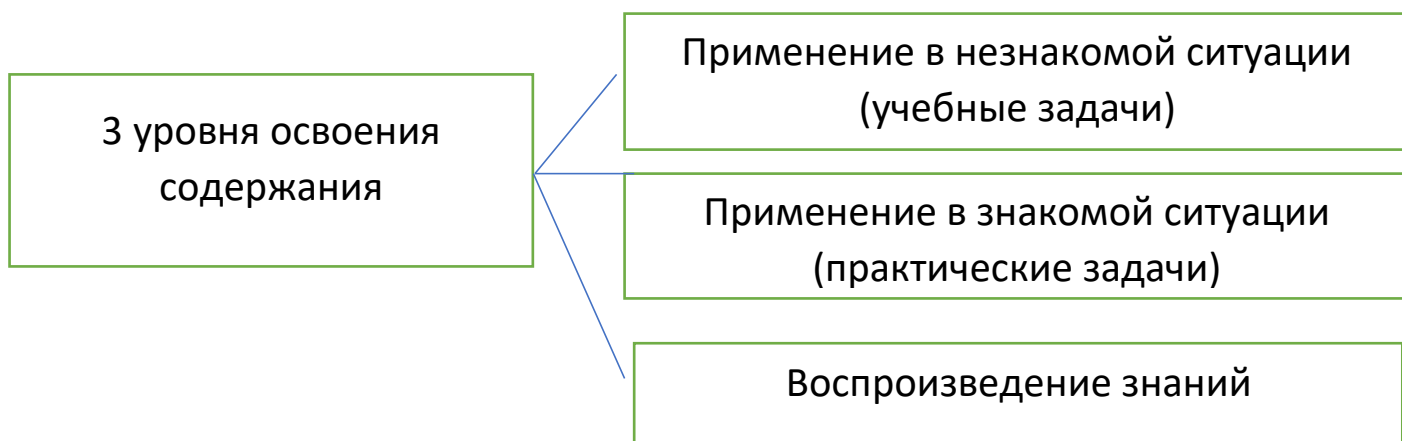 3 уровня освоения
содержания
Применение в незнакомой ситуации
(учебные задачи)
Применение в знакомой ситуации
(практические задачи)
Воспроизведение знаний